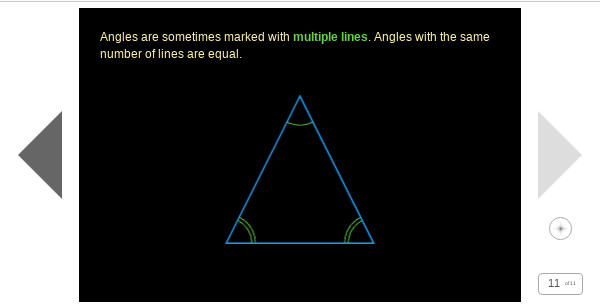 Angles are sometimes marked with multiple lines. Angles with the same
number of lines are equal.
11 of 11